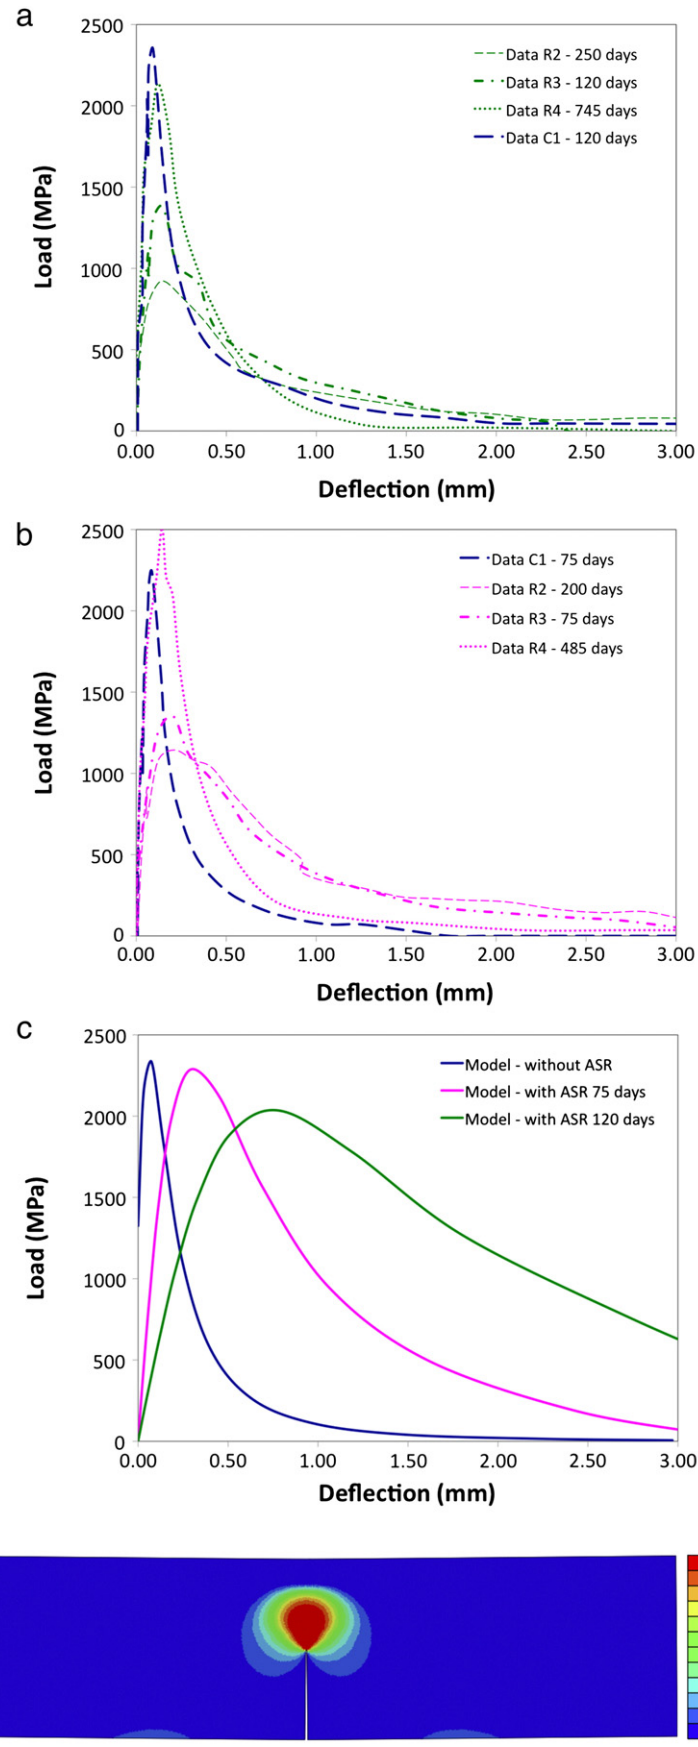 a
2500
2000
1500
1000
500
0
Load (MPa)
Data R2 - 250 days
Data R3 - 120 days
Data R4 - 745 days
Data C1 - 120 days
0.00 0.50 1.00 1.50 2.00 2.50 3.00
Deflection (mm)
b
2500
2000
1500
1000
500
0
Load (MPa)
Data C1 - 75 days
Data R2 - 200 days
Data R3 - 75 days
Data R4 - 485 days
0.00 0.50 1.00 1.50 2.00 2.50 3.00
Deflection (mm)
c
2500
2000
1500
1000
500
0
Load (MPa)
Model - without ASR
Model - with ASR 75 days
Model - with ASR 120 days
0.00 0.50 1.00 1.50 2.00 2.50 3.00
Deflection (mm)